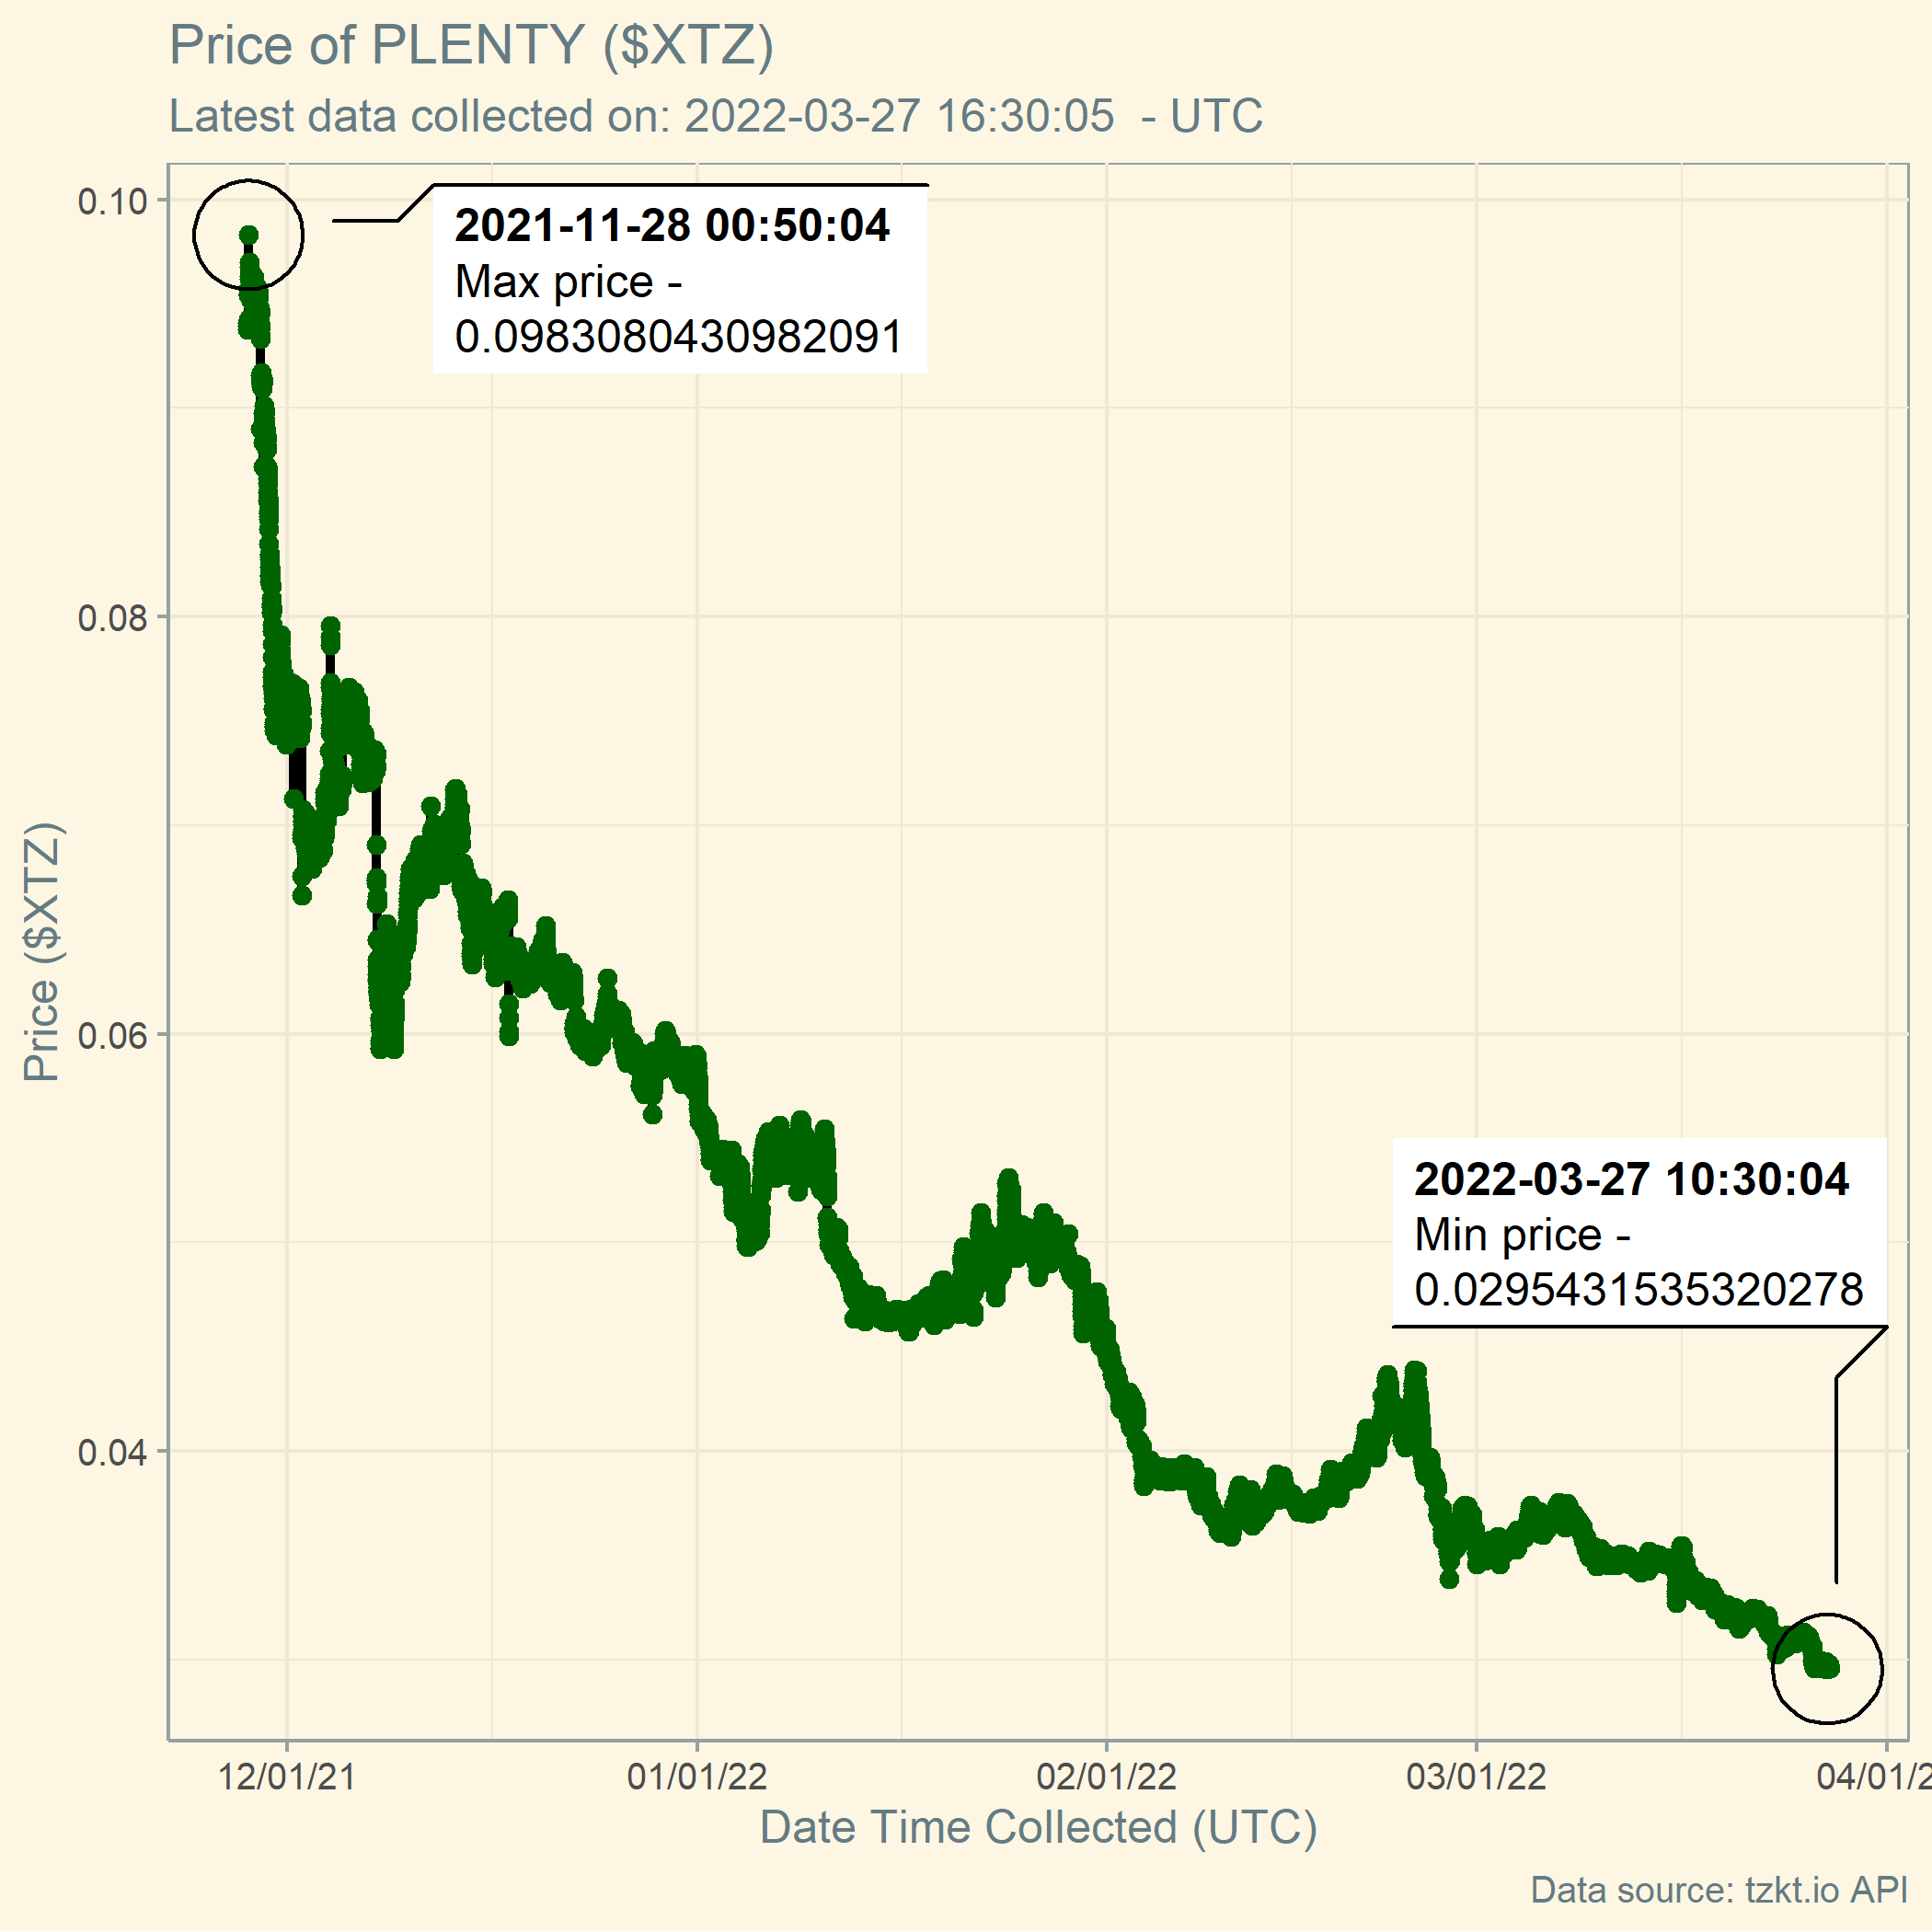 Price of PLENTY ($XTZ)
Latest data collected on: 2022-03-27 16:30:05  - UTC
0.10
2021-11-28 00:50:04
Max price -
0.0983080430982091
0.08
Price ($XTZ)
0.06
2022-03-27 10:30:04
Min price -
0.0295431535320278
0.04
12/01/21
01/01/22
02/01/22
03/01/22
04/01/2
Date Time Collected (UTC)
Data source: tzkt.io API